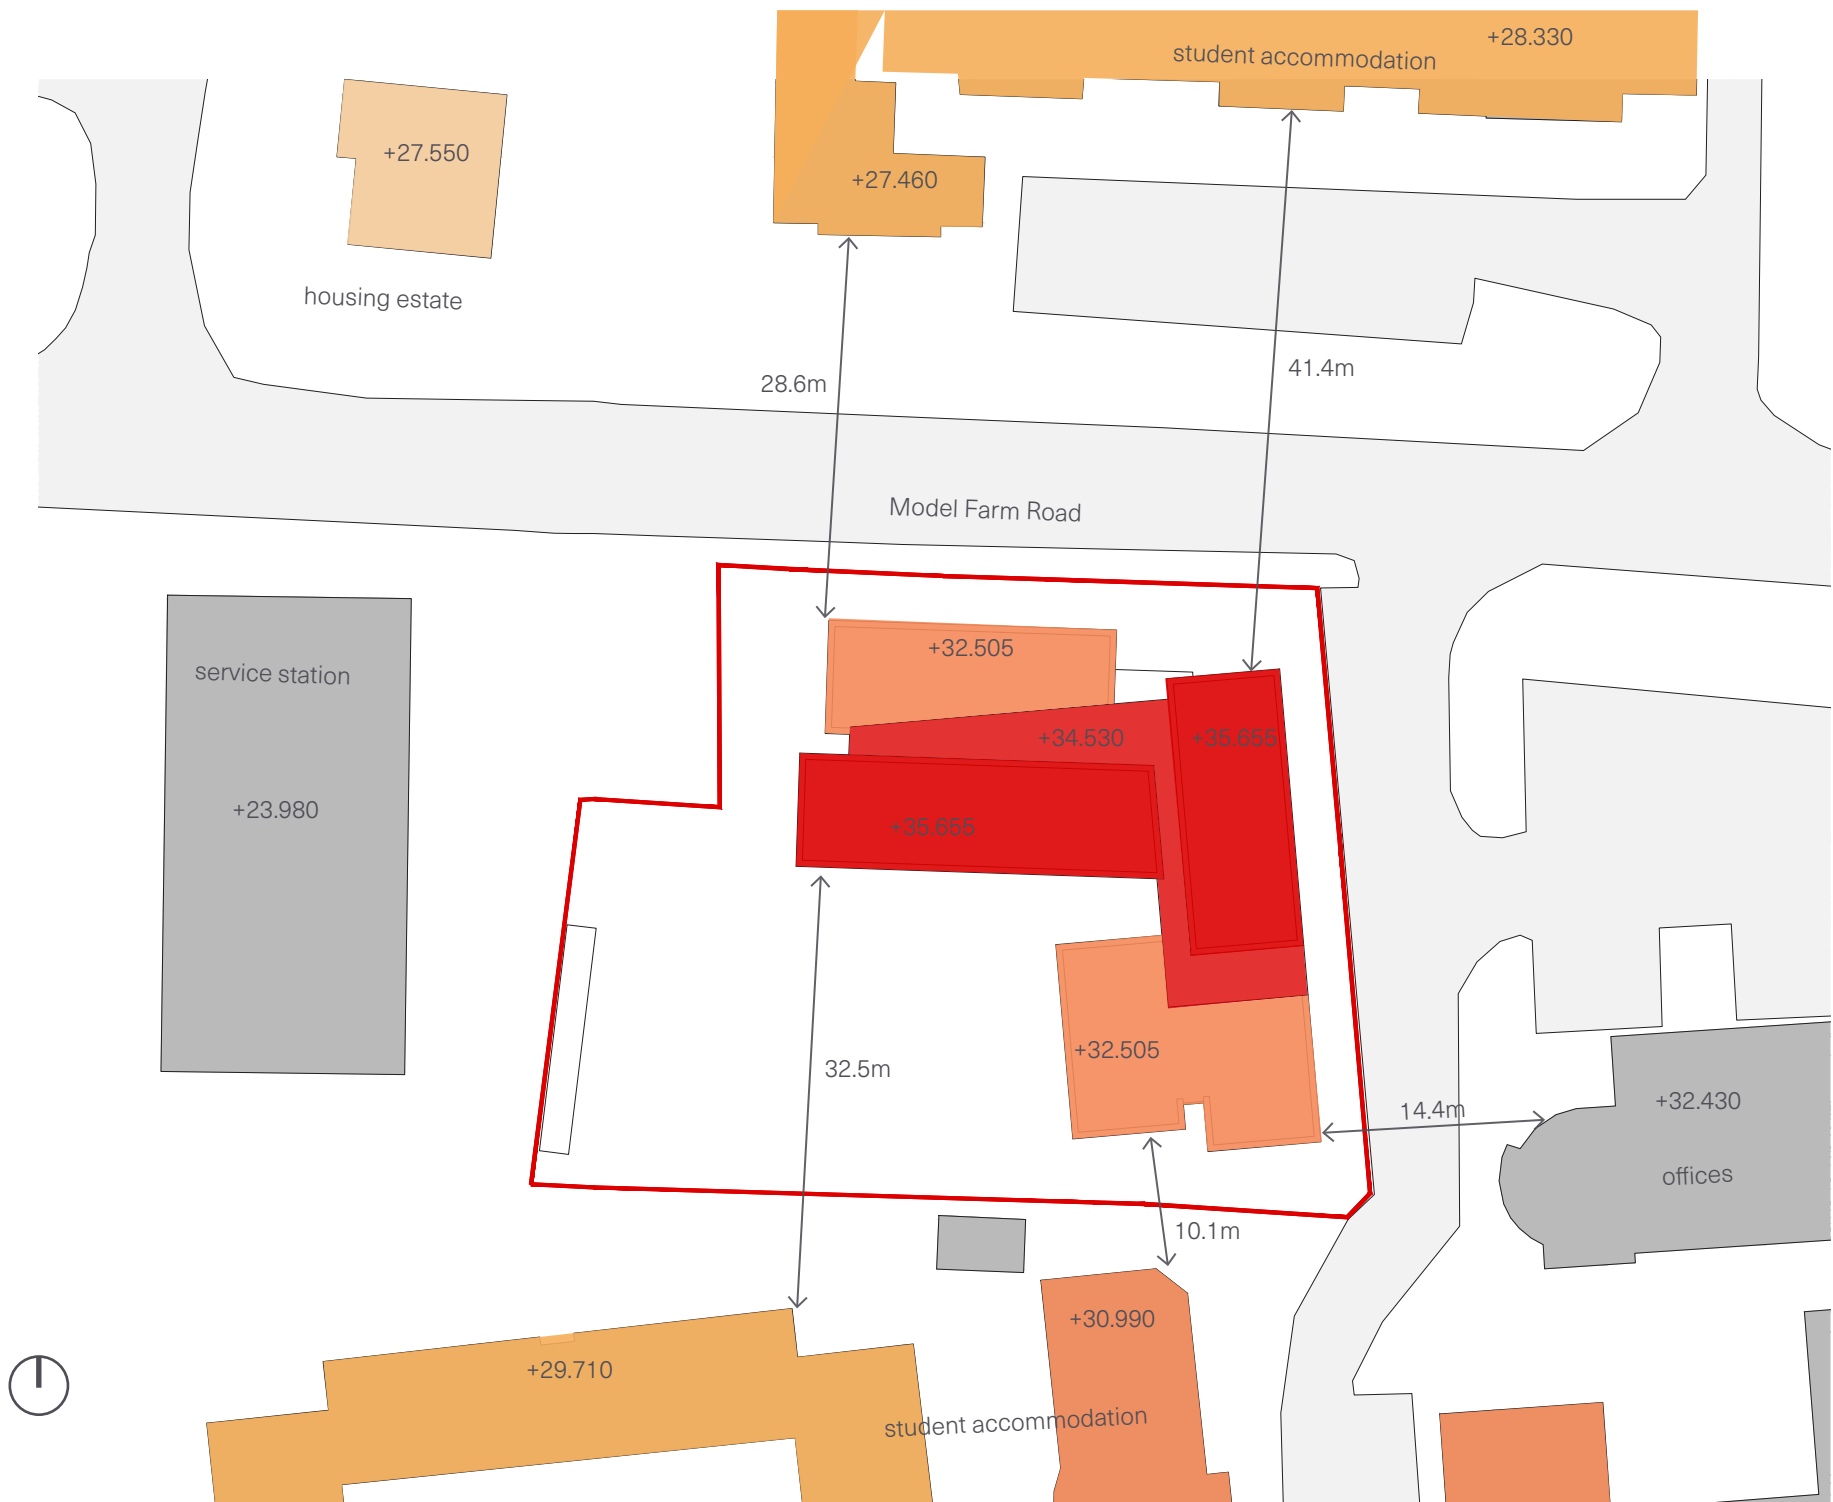 +28.330
student accommodation
+27.550
+27.460
housing estate
41.4m
28.6m
Model Farm Road
+32.505
service station
+34.530
+35.655
+23.980
+35.655
+32.505
32.5m
14.4m
+32.430
offices
10.1m
+30.990
+29.710
student accommodation